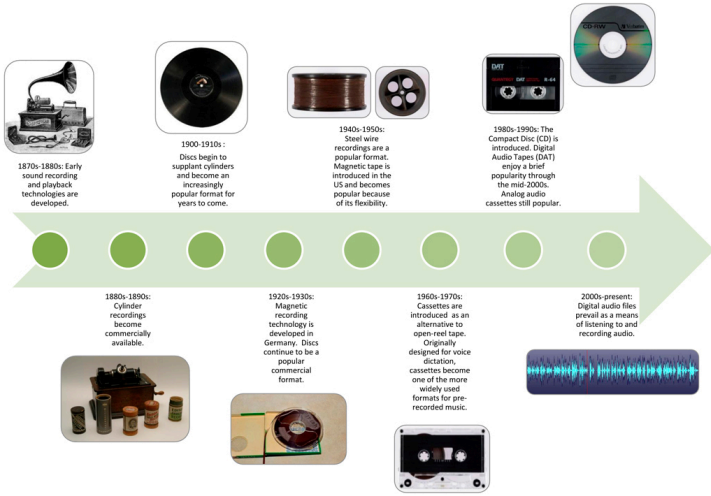 1870s-1880s: Early
sound recording
and playback
technologies are
developed.
1880s-1890s:
Cylinder
recordings
become
commercially
available.
1900-1910s :
Discs begin to
supplant cylinders
and become an
increasingly
popular format for
years to come.
1920s-1930s:
Magnetic
recording
technology is
developed in
Germany. Discs
continue to be a
popular
commercial
format.
1940s-1950s:
Steel wire
recordings are a
popular format.
Magnetic tape is
introduced in the
US and becomes
popular because
of its flexibility.
1960s-1970s:
Cassettes are
introduced as an
alternative to
open-reel tape.
Originally
designed for voice
dictation,
cassettes become
one of the more
widely used
formats for pre-
recorded music.
DAT
R-64
1980s-1990s: The
Compact Disc (CD) is
introduced. Digital
Audio Tapes (DAT)
enjoy a brief
popularity through
the mid-2000s.
Analog audio
cassettes still popular.
CD-RW
Verbatim
2000s-present:
Digital audio files
prevail as a means
of listening to and
recording audio.